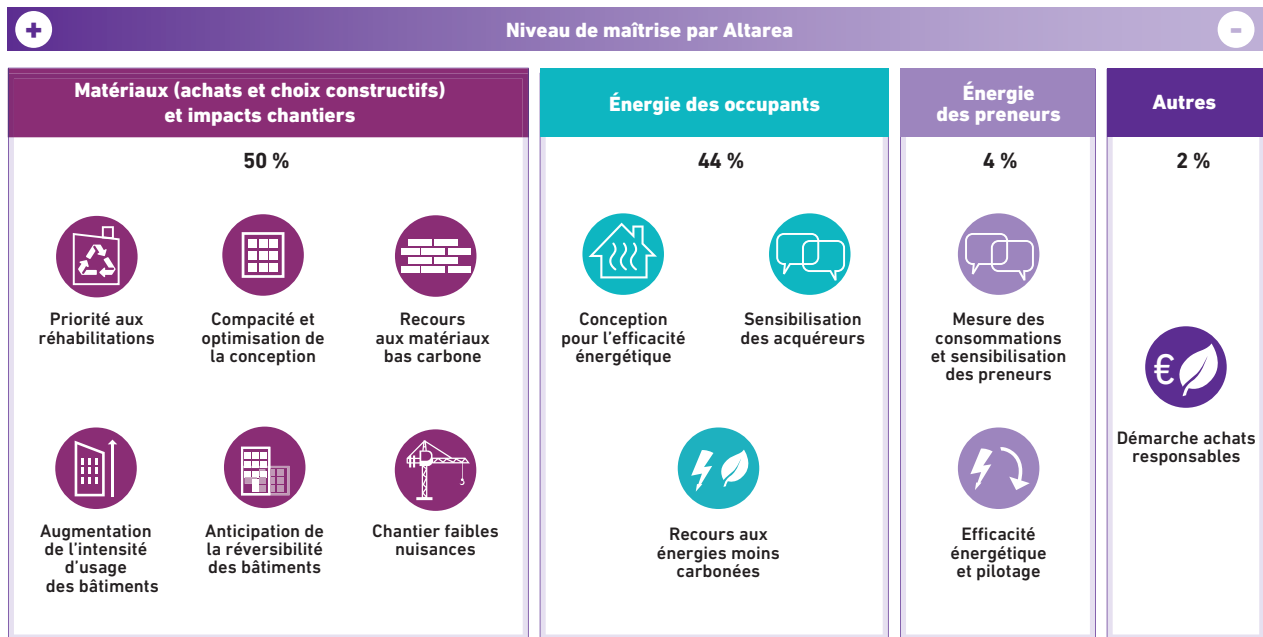 +
Niveau de maîtrise par Altarea
-
Matériaux (achats et choix constructifs)
et impacts chantiers
50 %
Priorité aux
réhabilitations
Compacité et
optimisation de
la conception
Recours
aux matériaux
bas carbone
Augmentation
de l’intensité
d’usage
des bâtiments
Anticipation de
la réversibilité
des bâtiments
Chantier faibles
nuisances
Énergie des occupants
44 %
Conception
pour l’efficacité
énergétique
Sensibilisation
des acquéreurs
Recours aux
énergies moins
carbonées
Énergie
des preneurs
4 %
Mesure des
consommations
et sensibilisation
des preneurs
Efficacité
énergétique
et pilotage
Autres
2 %
€
Démarche achats
responsables